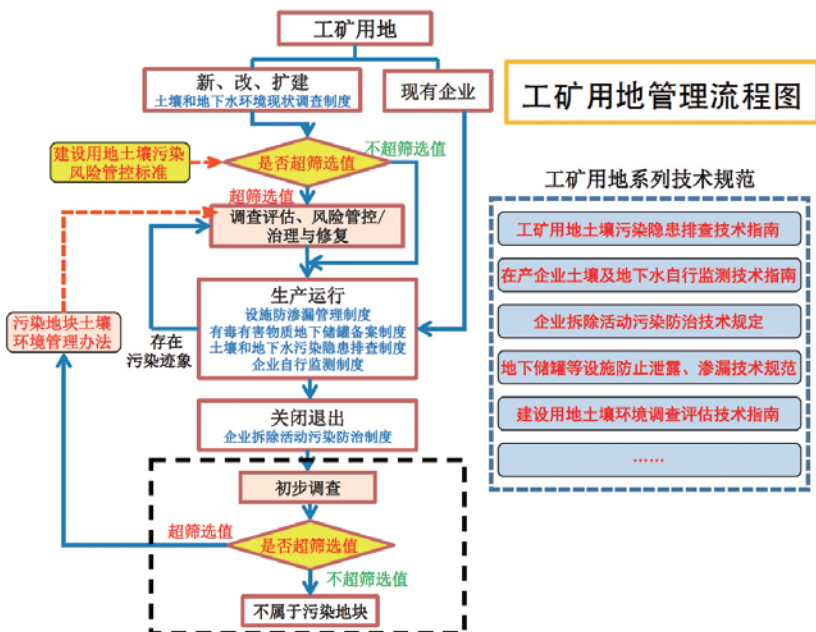 工矿用地
新、改、扩建
土壤和地下水环境现状调查制度
现有企业
工矿用地管理流程图
不超筛选值
建设用地土壤污染
风险管控标准
是否超筛选值
超筛选值
调查评估、风险管控/
治理与修复
工矿用地系列技术规范
工矿用地土壤污染隐患排查技术指南
在产企业土壤及地下水自行监测技术指南
企业拆除活动污染防治技术规定
地下储罐等设施防止泄露、渗漏技术规范
建设用地土壤环境调查评估技术指南
……
生产运行
设施防渗漏管理制度
有毒有害物质地下储罐备案制度
土壤和地下水污染隐患排查制度
企业自行监测制度
污染地块土壤
环境管理办法
存在
污染迹象
关闭退出
企业拆除活动污染防治制度
初步调查
超筛选值
是否超筛选值
不超筛选值
不属于污染地块